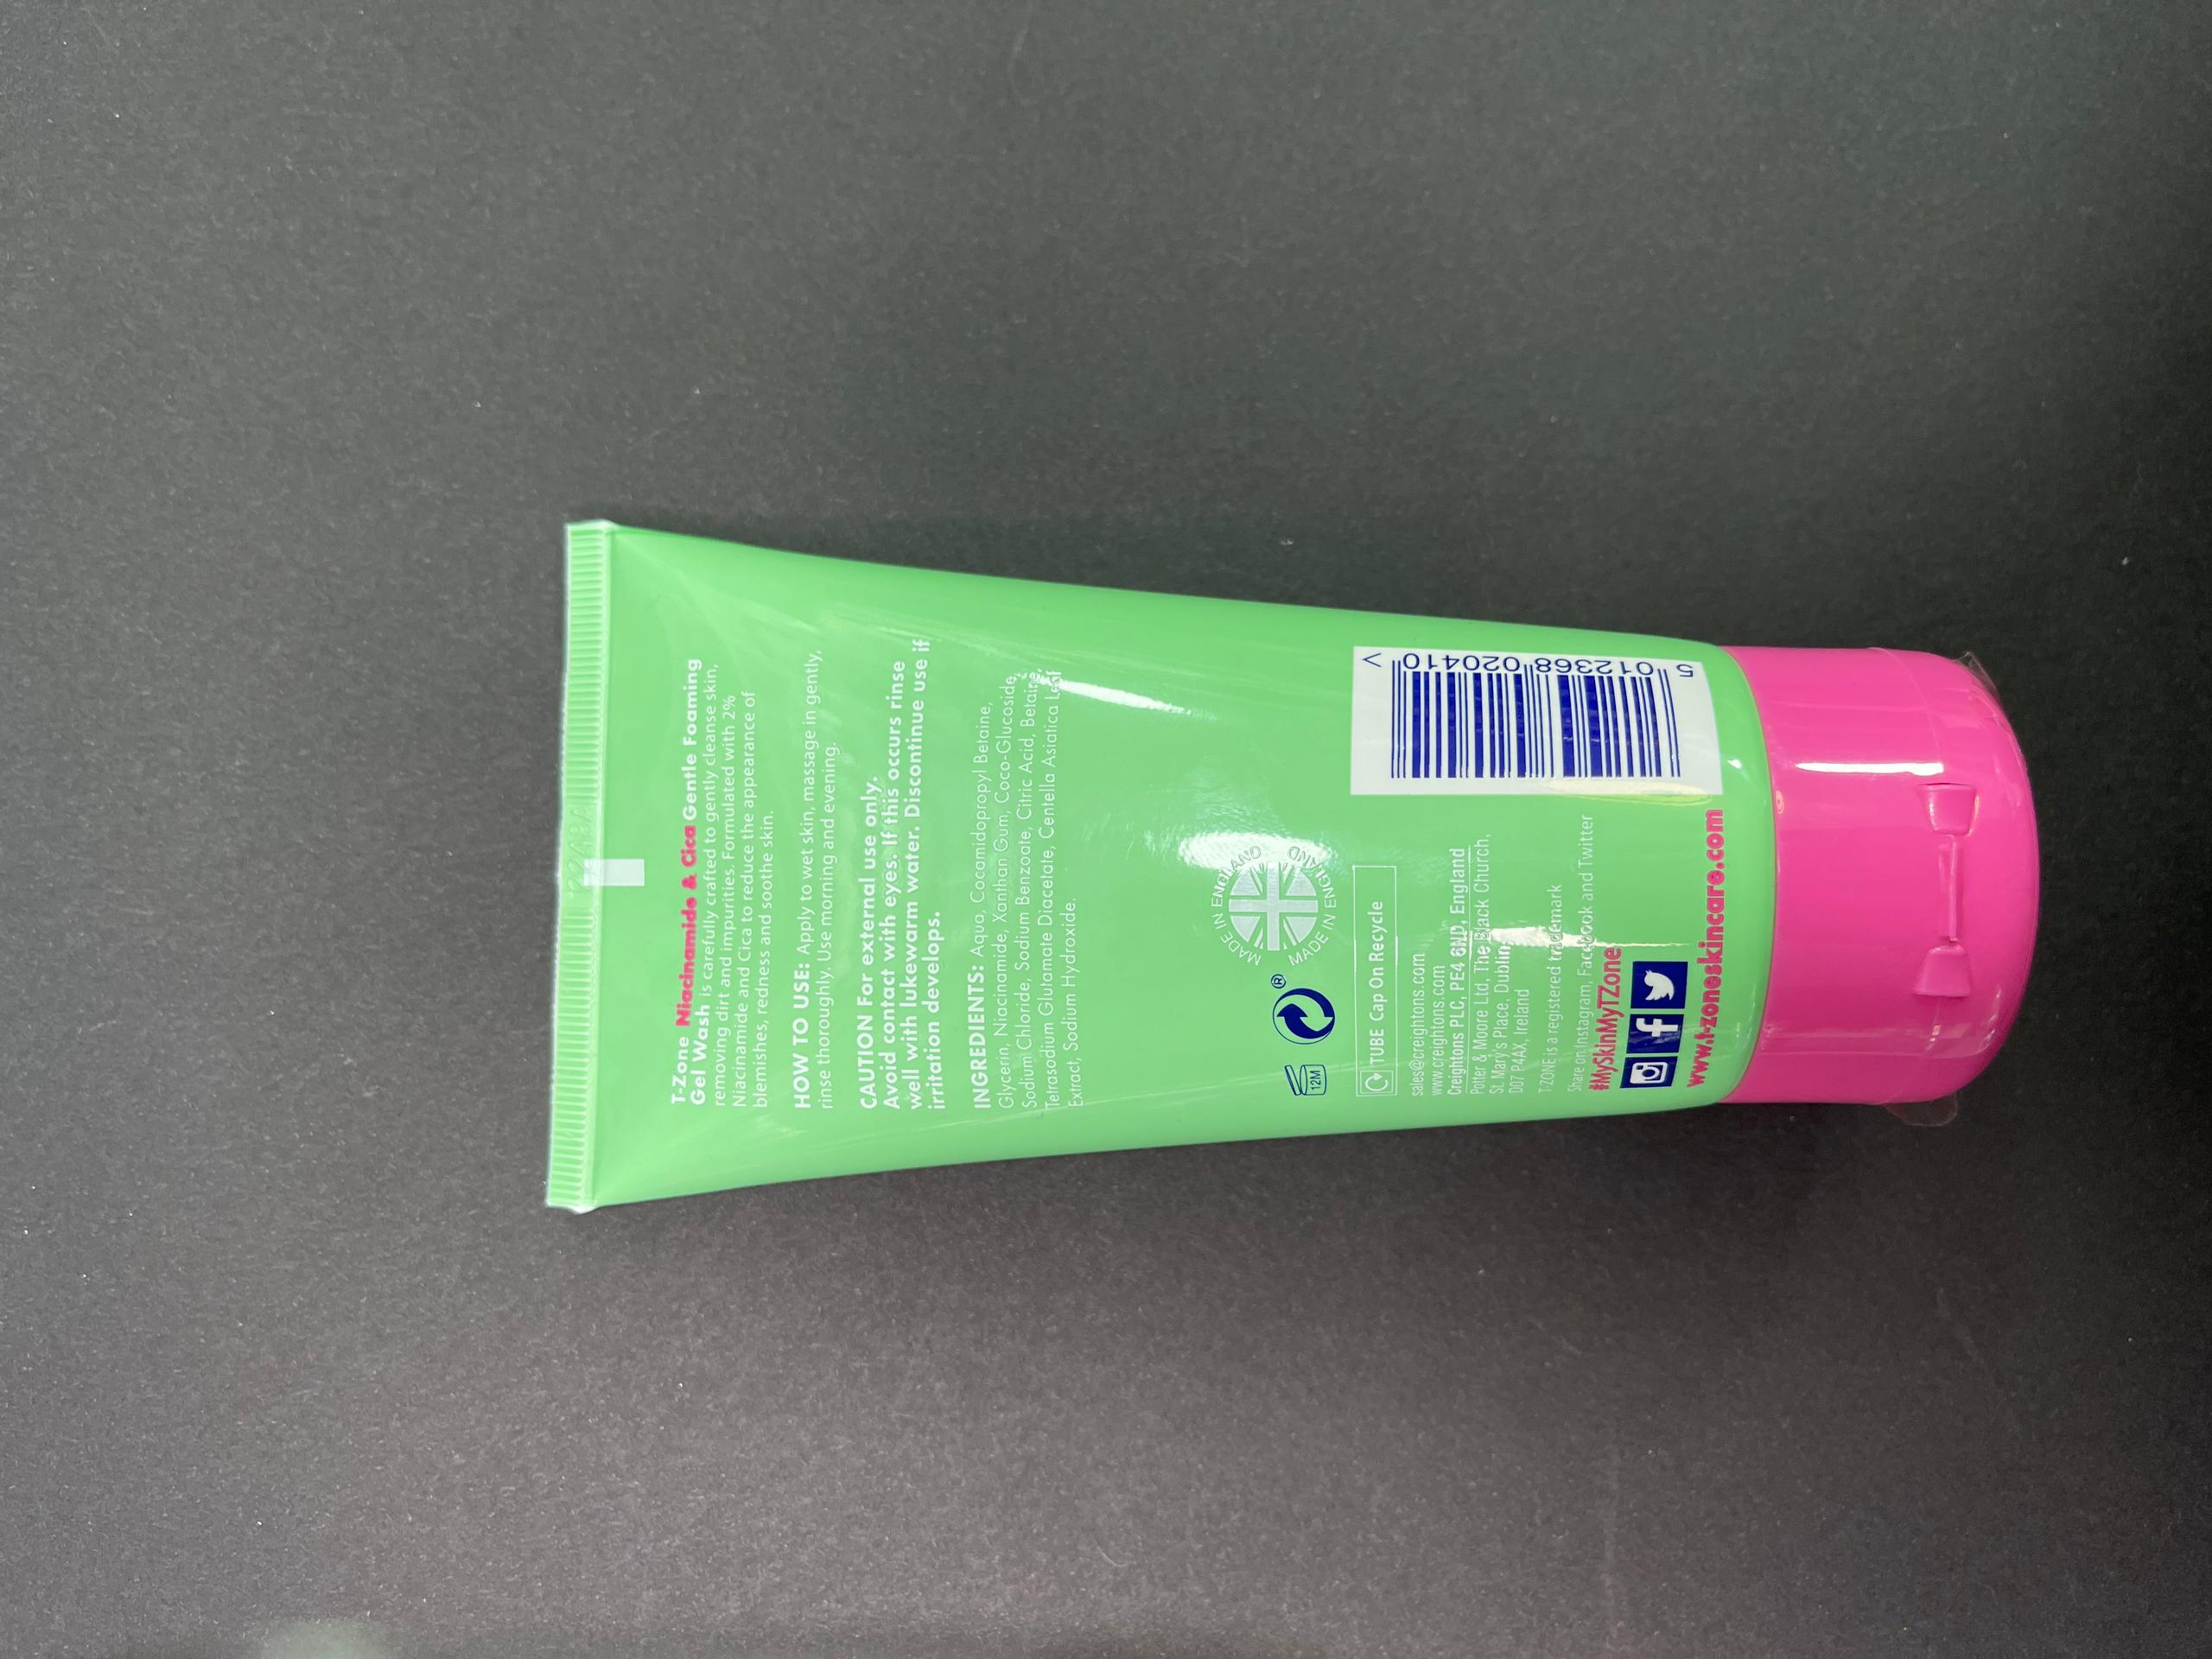 T-Zone Niacinamide & Cica Gentle Foaming
Gel Wash is carefully crafted to gently cleanse skin,
removing dirt and impurities. Formulated with 2%
Niacinamide and Cica to reduce the appearance of
blemishes, redness and soothe skin.
HOW TO USE: Apply to wet skin, massage in gently,
rinse thoroughly. Use morning and evening.
CAUTION For external use only.
Avoid contact with eyes. If this occurs rinse
well with lukewarm water. Discontinue use if
irritation develops.
INGREDIENTS: Aqua, Cocamidopropyl Betaine,
Glycerin, Niacinamide, Xanthan Gum, Coco-Glucoside,
Sodium Chloride, Sodium Benzoate, Citric Acid, Betaine,
Tetrasodium Glutamate Diacetate, Centella Asiatica Leaf
Extract, Sodium Hydroxide.
MADE IN ENGLAND
MADE IN ENGLAND
12M
®
TUBE Cap On Recycle
sales@creightons.com
www.creightons.com
Creightons PLC, PE4 6ND, England
Potter & Moore Ltd, The Black Church,
St. Mary's Place, Dublin,
D07 P4AX, Ireland
T-ZONE is a registered trademark
Share on Instagram, Facebook and Twitter
#MySkinMyTZone
f
www.t-zoneskincare.com
5 012368 020410 >